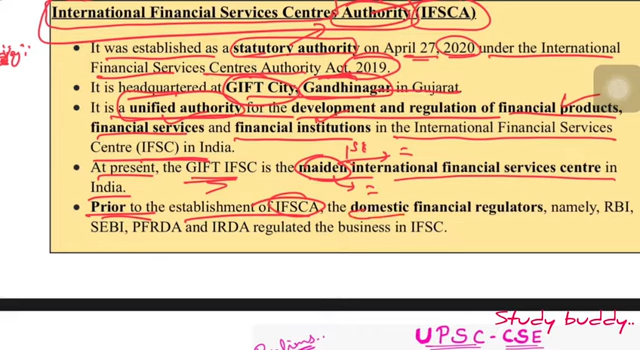 International Financial Services Centres Authority (IFSCA)
• It was established as a statutory authority on April 27, 2020 under the International
Financial Services Centres Authority Act, 2019.
• It is headquartered at GIFT City, Gandhinagar in Gujarat.
• It is a unified authority for the development and regulation of financial products,
financial services and financial institutions in the International Financial Services
Centre (IFSC) in India.
1st
• At present, the GIFT IFSC is the maiden international financial services centre in
India.
• Prior to the establishment of IFSCA, the domestic financial regulators, namely, RBI,
SEBI, PFRDA and IRDA regulated the business in IFSC.
Study buddy..
Prelims..
UPSC-CSE